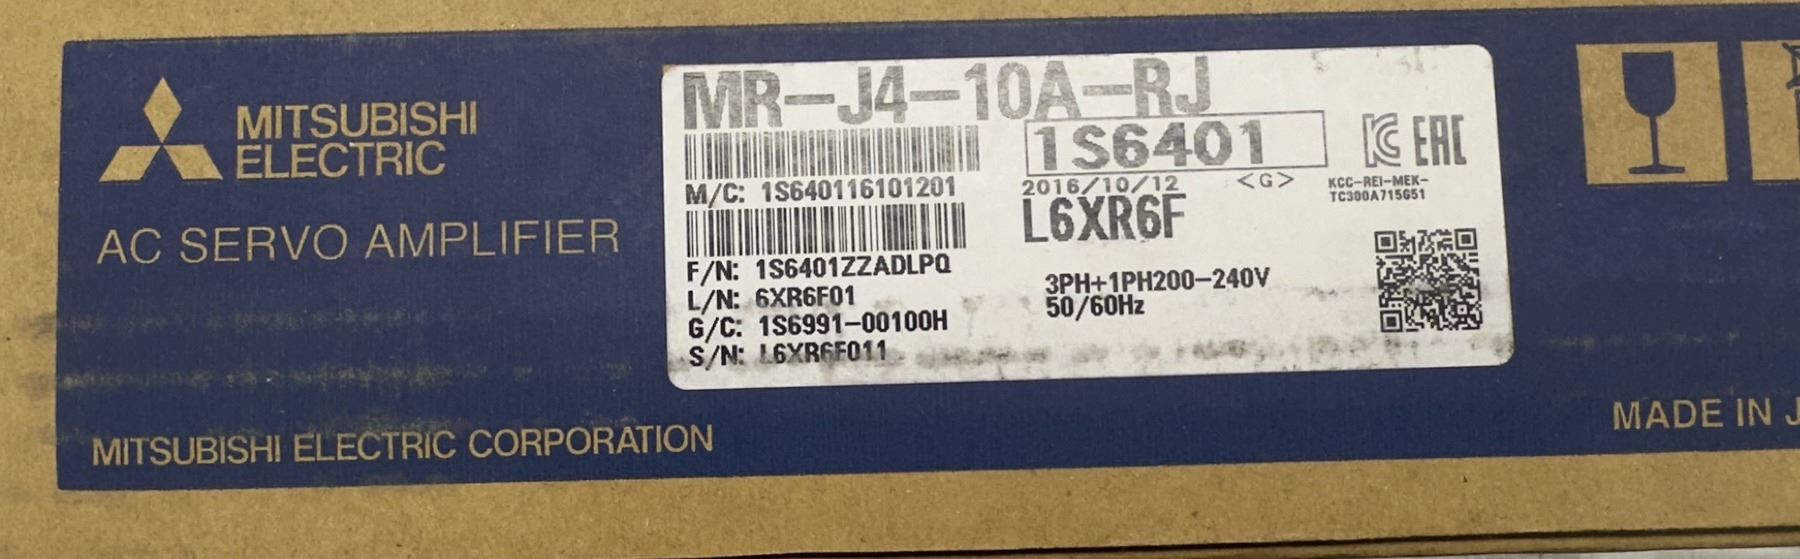 MITSUBISHI
ELECTRIC
AC SERVO AMPLIFIER
MR-J4-10A-RJ
1S6401
M/C: 1S640116101201
2016/10/12 <G>
L6XR6F
KCC-REI-MEK-
TC300A715G51
EAC
F/N: 1S6401ZZADLPQ
L/N: 6XR6F01
G/C: 1S6991-00100H
S/N: L6XR6F011
3PH+1PH200-240V
50/60Hz
MITSUBISHI ELECTRIC CORPORATION
MADE IN J